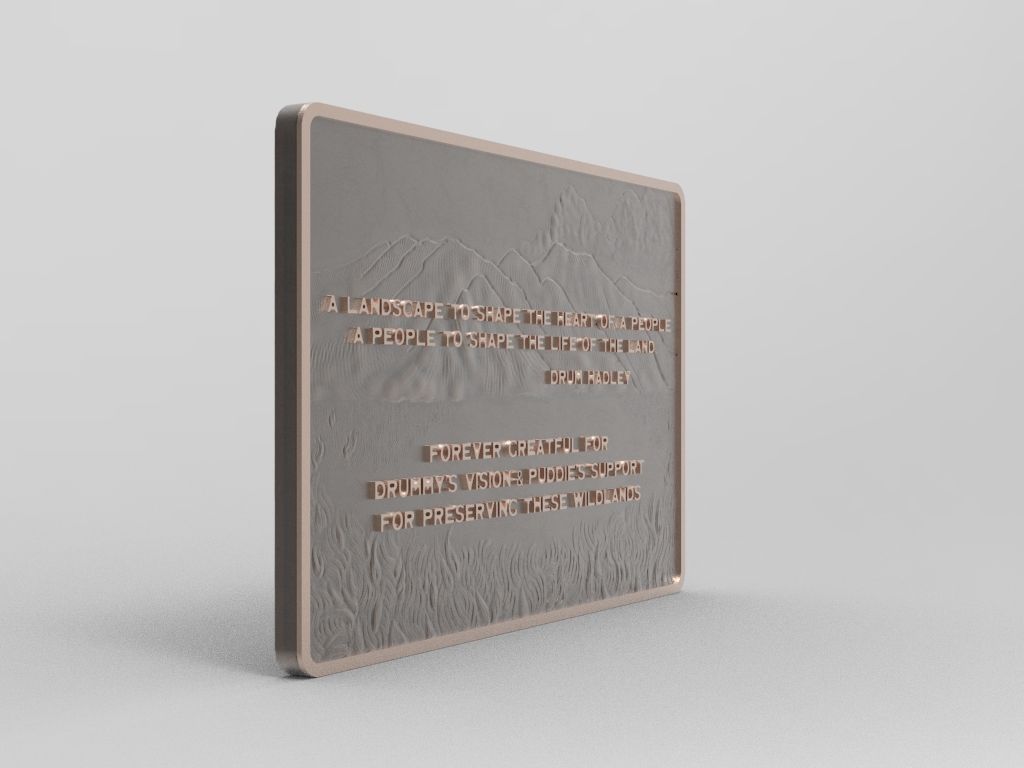 A LANDSCAPE TO SHAPE THE HEART FOR A PEOPLE
A PEOPLE TO SHAPE THE LIFE OF THE LAND
DRUM HADLEY
FOREVER GREATFUL FOR
DRUMMY'S VISION & PUDDIE'S SUPPORT
FOR PRESERVING THESE WILDLANDS